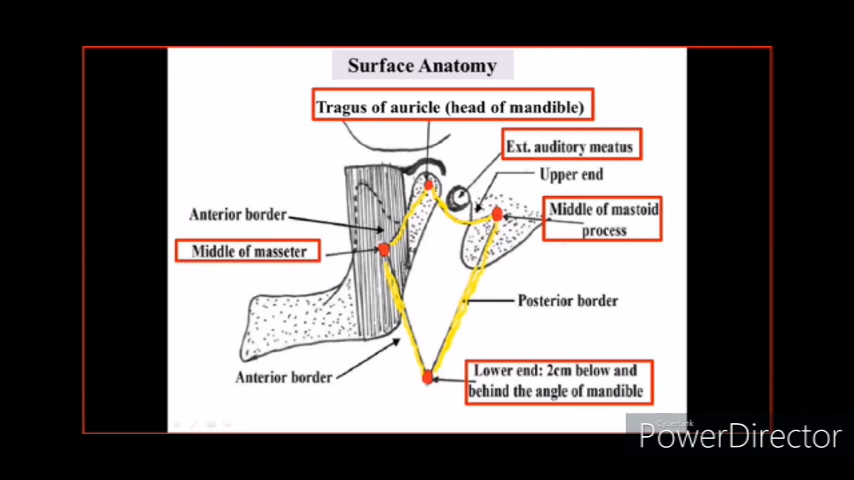 Surface Anatomy
Tragus of auricle (head of mandible)
Ext. auditory meatus
Upper end
Anterior border
Middle of mastoid
process
Middle of masseter
Posterior border
Anterior border
Lower end: 2cm below and
behind the angle of mandible
CyberLink
PowerDirector